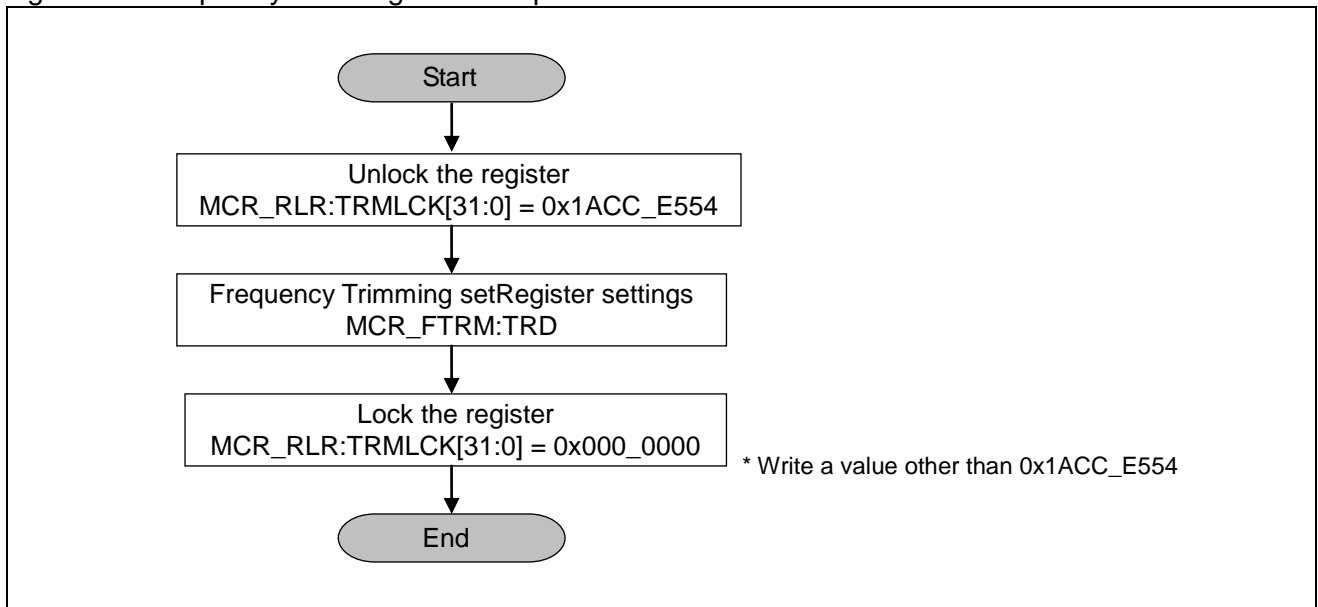 Start
Unlock the register
MCR_RLR:TRMLCK[31:0] = 0x1ACC_E554
Frequency Trimming setRegister settings
MCR_FTRM:TRD
Lock the register
MCR_RLR:TRMLCK[31:0] = 0x000_0000
* Write a value other than 0x1ACC_E554
End